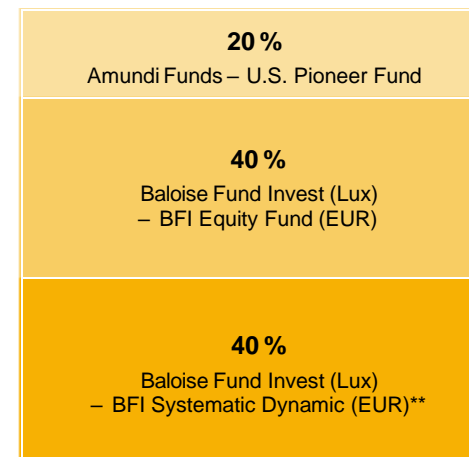 20 %
Amundi Funds – U.S. Pioneer Fund
40 %
Baloise Fund Invest (Lux)
– BFI Equity Fund (EUR)
40 %
Baloise Fund Invest (Lux)
– BFI Systematic Dynamic (EUR)**